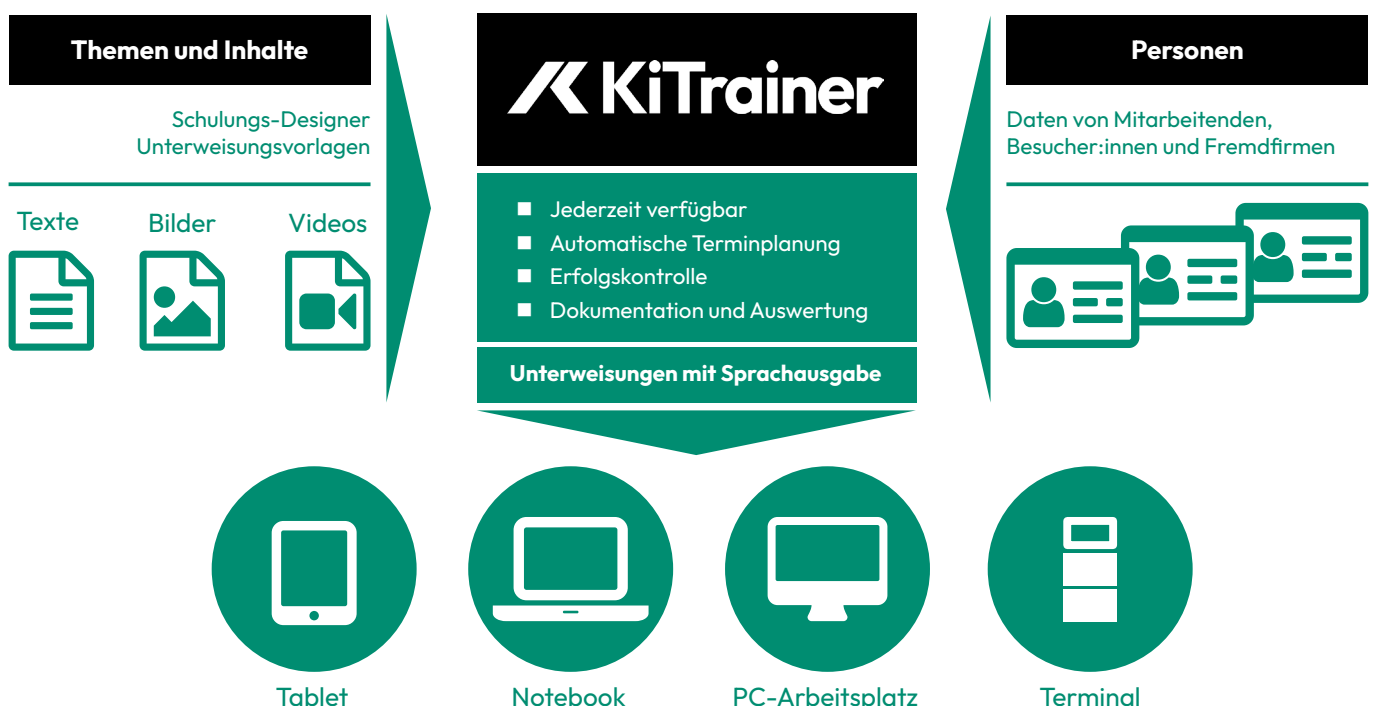 Themen und Inhalte
Schulungs-Designer
Unterweisungsvorlagen
Texte
Bilder
Videos
KiTrainer
Jederzeit verfügbar
Automatische Terminplanung
Erfolgskontrolle
Dokumentation und Auswertung
Unterweisungen mit Sprachausgabe
Personen
Daten von Mitarbeitenden,
Besucher:innen und Fremdfirmen
Tablet
Notebook
PC-Arbeitsplatz
Terminal